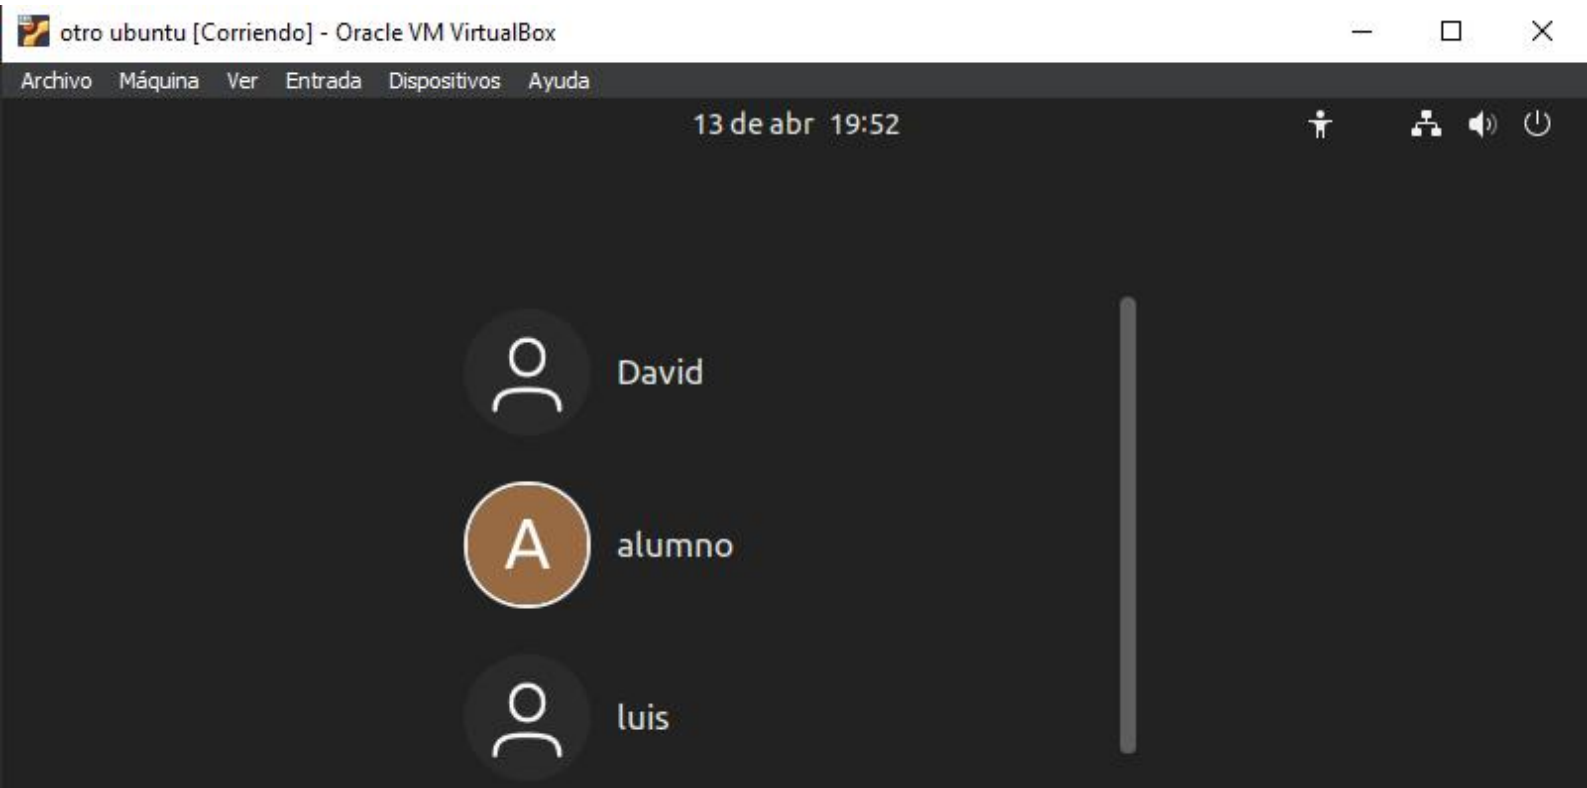 otro ubuntu [Corriendo] - Oracle VM VirtualBox
Archivo Máquina Ver Entrada Dispositivos Ayuda
13 de abr 19:52
David
A alumno
luis